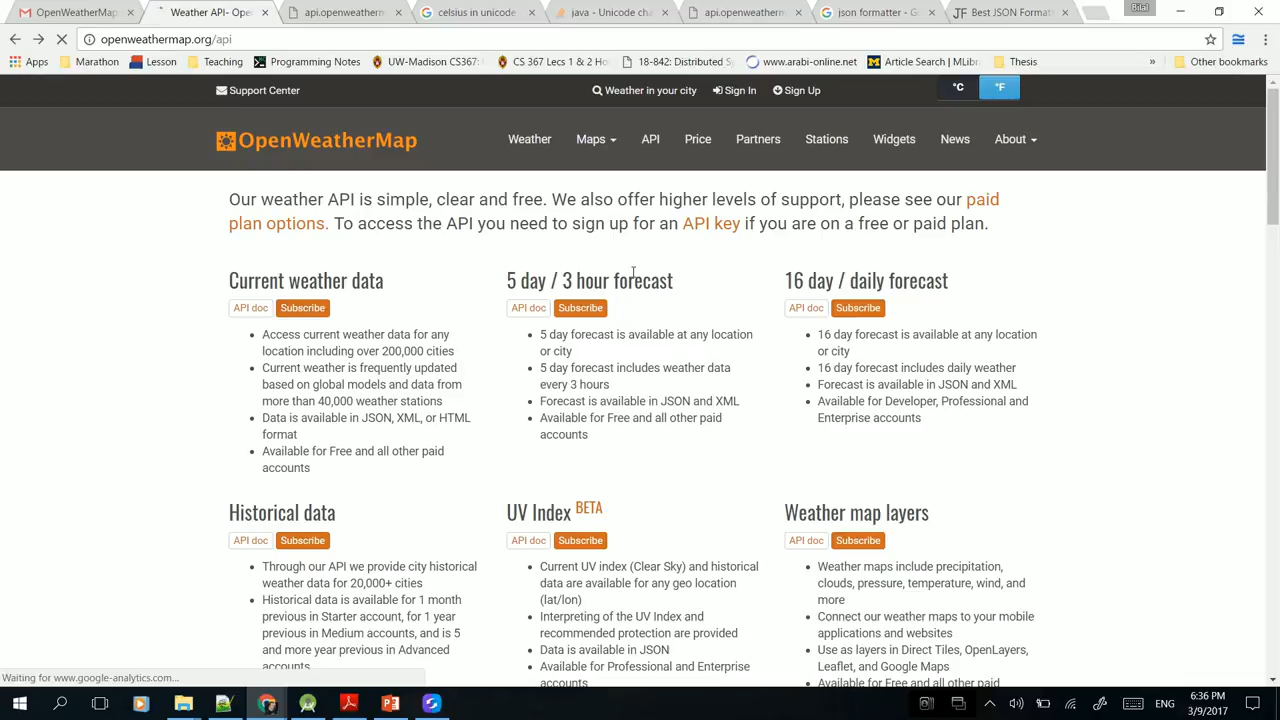 OpenWeatherMap
Weather API- Ope
api.openweathern
celsius in unicode
java - Unicode cha
api.openweatherm
json formatter - G
JF Best JSON Format
Bilal
openweathermap.org/api
Apps
Marathon
Lesson
Teaching
Programming Notes
UW-Madison CS367:
CS 367 Lecs 1 & 2 Ho
18-842: Distributed Sy
www.arabi-online.net
Article Search | MLib
Thesis
»
Other bookmarks
Support Center
Weather in your city
Sign In
Sign Up
°C
°F
OpenWeatherMap
Weather
Maps
API
Price
Partners
Stations
Widgets
News
About
Our weather API is simple, clear and free. We also offer higher levels of support, please see our paid
plan options. To access the API you need to sign up for an API key if you are on a free or paid plan.
Current weather data
API doc
Subscribe
• Access current weather data for any
location including over 200,000 cities
• Current weather is frequently updated
based on global models and data from
more than 40,000 weather stations
• Data is available in JSON, XML, or HTML
format
• Available for Free and all other paid
accounts
5 day / 3 hour forecast
API doc
Subscribe
• 5 day forecast is available at any location
or city
• 5 day forecast includes weather data
every 3 hours
• Forecast is available in JSON and XML
• Available for Free and all other paid
accounts
16 day / daily forecast
API doc
Subscribe
• 16 day forecast is available at any location
or city
• 16 day forecast includes daily weather
• Forecast is available in JSON and XML
• Available for Developer, Professional and
Enterprise accounts
Historical data
API doc
Subscribe
• Through our API we provide city historical
weather data for 20,000+ cities
• Historical data is available for 1 month
previous in Starter account, for 1 year
previous in Medium accounts, and is 5
and more year previous in Advanced
accounts
UV Index BETA
API doc
Subscribe
• Current UV index (Clear Sky) and historical
data are available for any geo location
(lat/lon)
• Interpreting of the UV Index and
recommended protection are provided
• Data is available in JSON
• Available for Professional and Enterprise
accounts
Weather map layers
API doc
Subscribe
• Weather maps include precipitation,
clouds, pressure, temperature, wind, and
more
• Connect our weather maps to your mobile
applications and websites
• Use as layers in Direct Tiles, OpenLayers,
Leaflet, and Google Maps
• Available for Free and all other paid
Waiting for www.google-analytics.com...
ENG
6:36 PM
3/9/2017